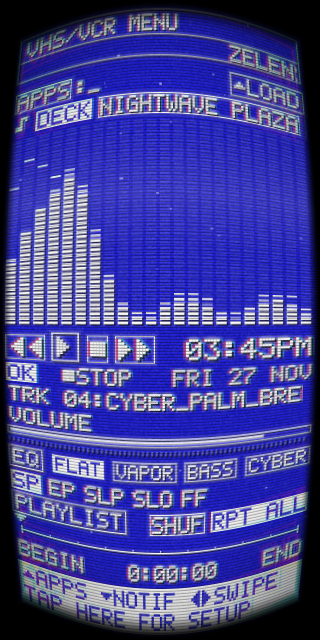 VHS/VCR MENU
ZELEN
APPS:_ ▲LOAD
DECK NIGHTWAVE PLAZA
03:45PM
OK ■STOP FRI 27 NOV
TRK 04:CYBER_PALM_BRE
VOLUME
EQ FLAT VAPOR BASS CYBER
SP EP SLP SLO FF
PLAYLIST SHUF RPT ALL
BEGIN 0:00:00 END
▲APPS ▼NOTIF ◀▶SWIPE
TAP HERE FOR SETUP